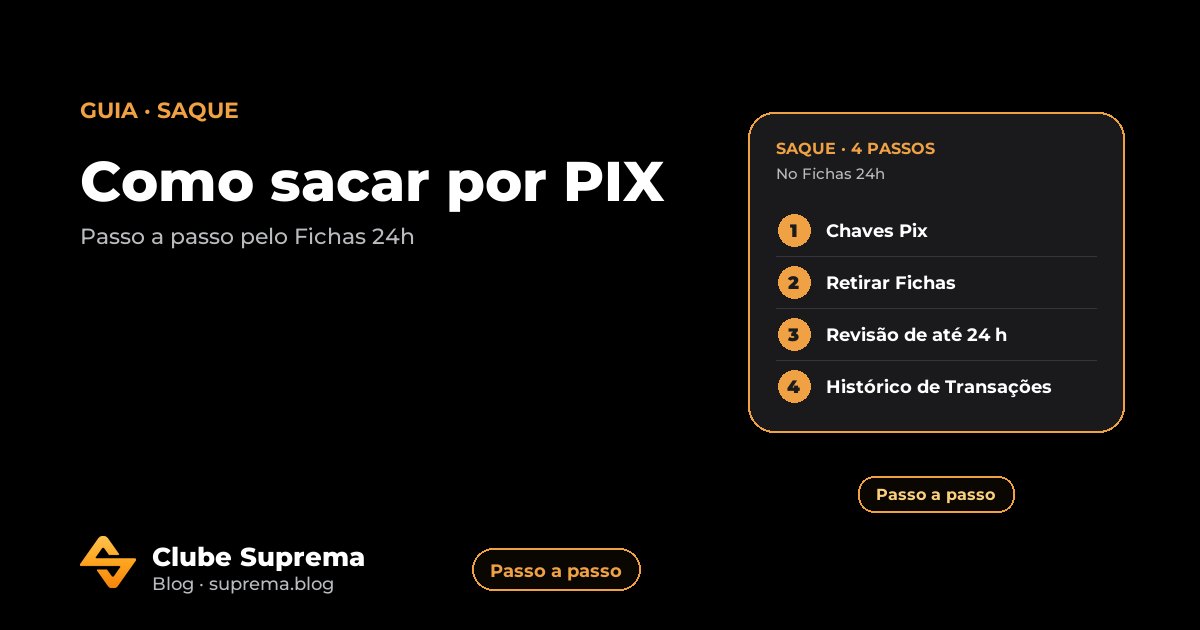 GUIA · SAQUE
Como sacar por PIX
Passo a passo pelo Fichas 24h
SAQUE · 4 PASSOS
No Fichas 24h
1 Chaves Pix
2 Retirar Fichas
3 Revisão de até 24 h
4 Histórico de Transações
Passo a passo
Clube Suprema
Blog · suprema.blog
Passo a passo